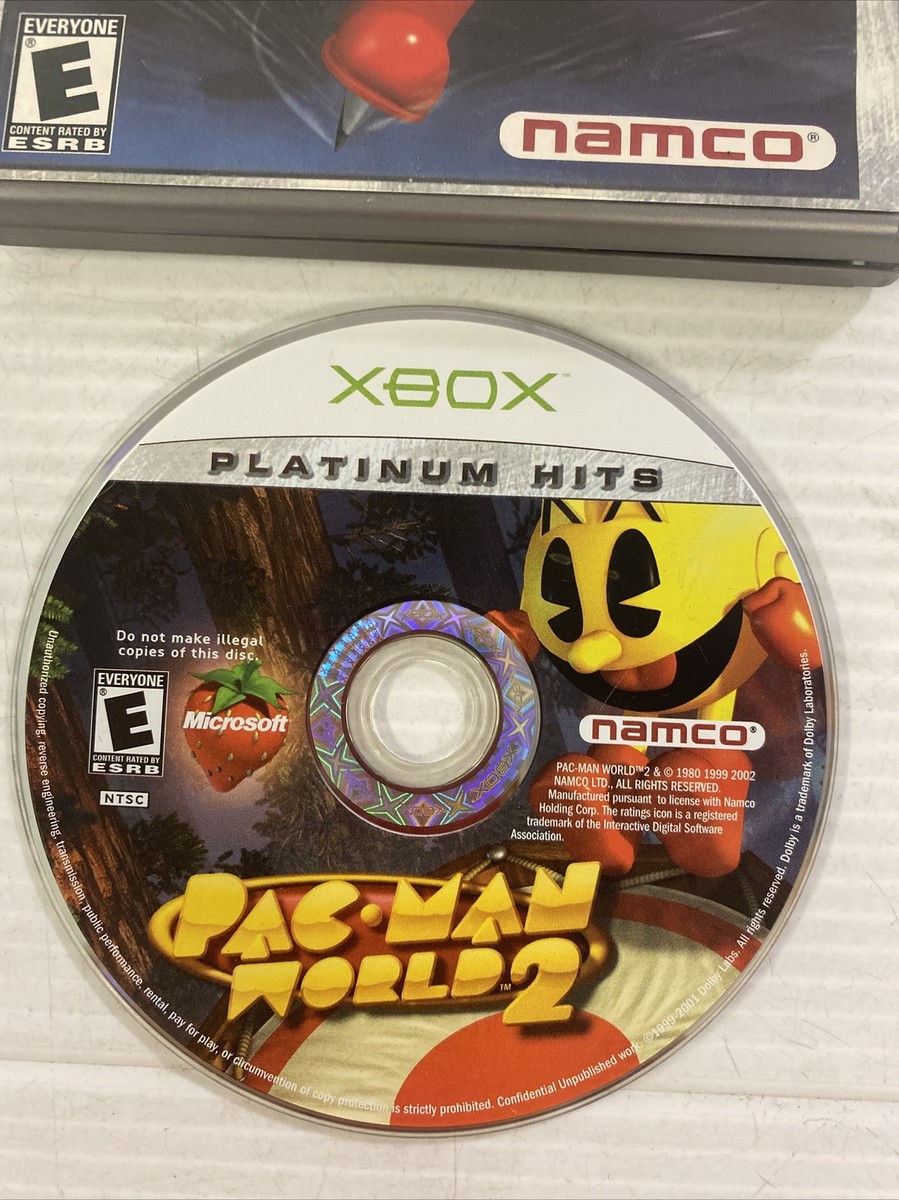 EVERYONE
E
®
CONTENT RATED BY
ESRB
namco®
XBOX™
PLATINUM HITS
Do not make illegal
copies of this disc.
EVERYONE
E
®
CONTENT RATED BY
ESRB
Microsoft
NTSC
namco®
PAC-MAN WORLD™2 & © 1980 1999 2002
NAMCO LTD., ALL RIGHTS RESERVED.
Manufactured pursuant to license with Namco
Holding Corp. The ratings icon is a registered
trademark of the Interactive Digital Software
Association.
XBOX
PAC-MAN
WORLD™2
Unauthorized copying, reverse engineering, transmission, public performance, rental, pay for play, or circumvention of copy protection is strictly prohibited. Confidential Unpublished work. ©1999-2001 Dolby Labs. All rights reserved. Dolby is a trademark of Dolby Laboratories.